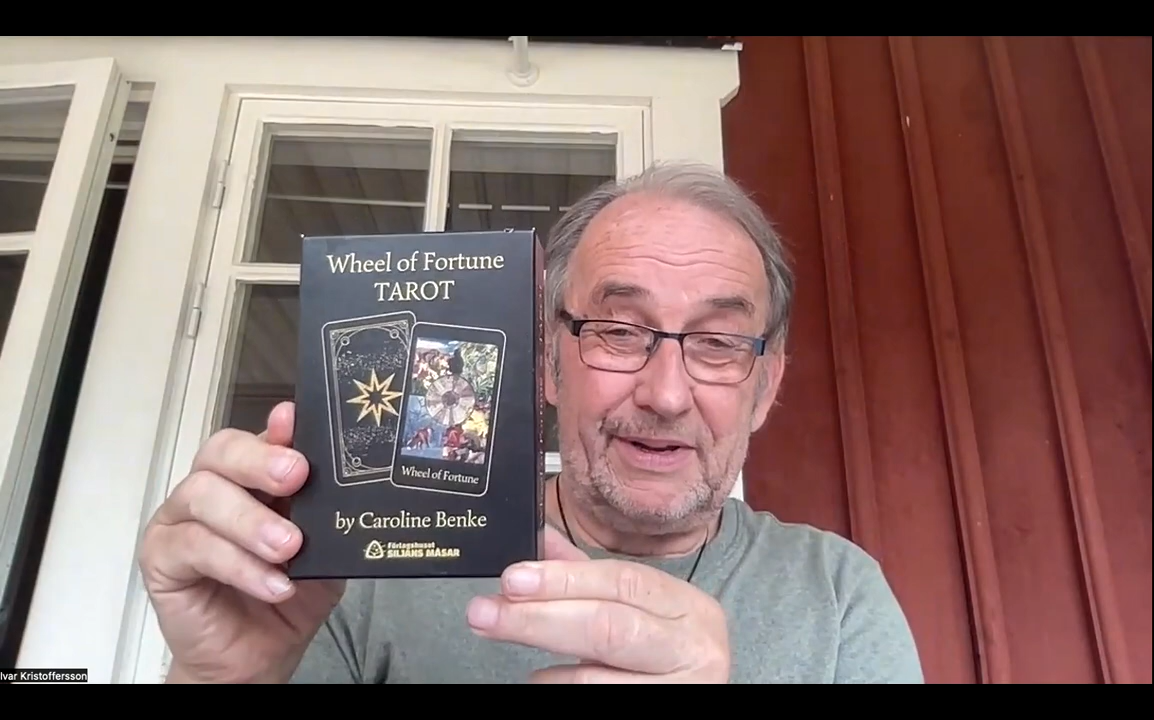 Wheel of Fortune
TAROT
Wheel of Fortune
by Caroline Benke
Förlagshuset
SILJANS MÅSAR
Ivar Kristoffersson